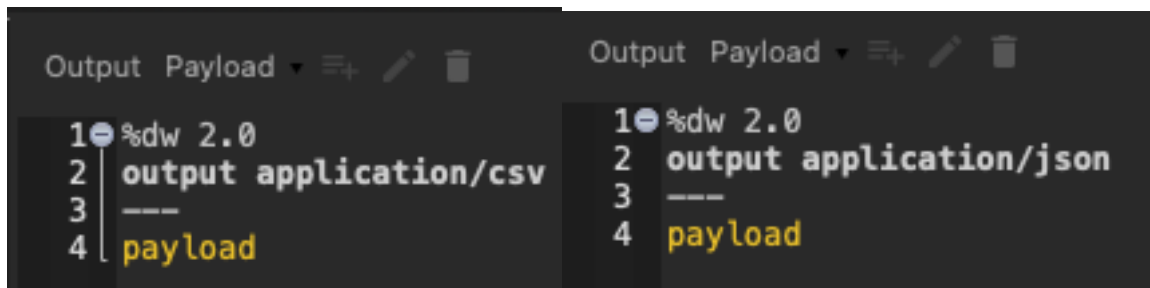 Output Payload
1 %dw 2.0
2 output application/csv
3 ---
4 payload
Output Payload
1 %dw 2.0
2 output application/json
3 ---
4 payload